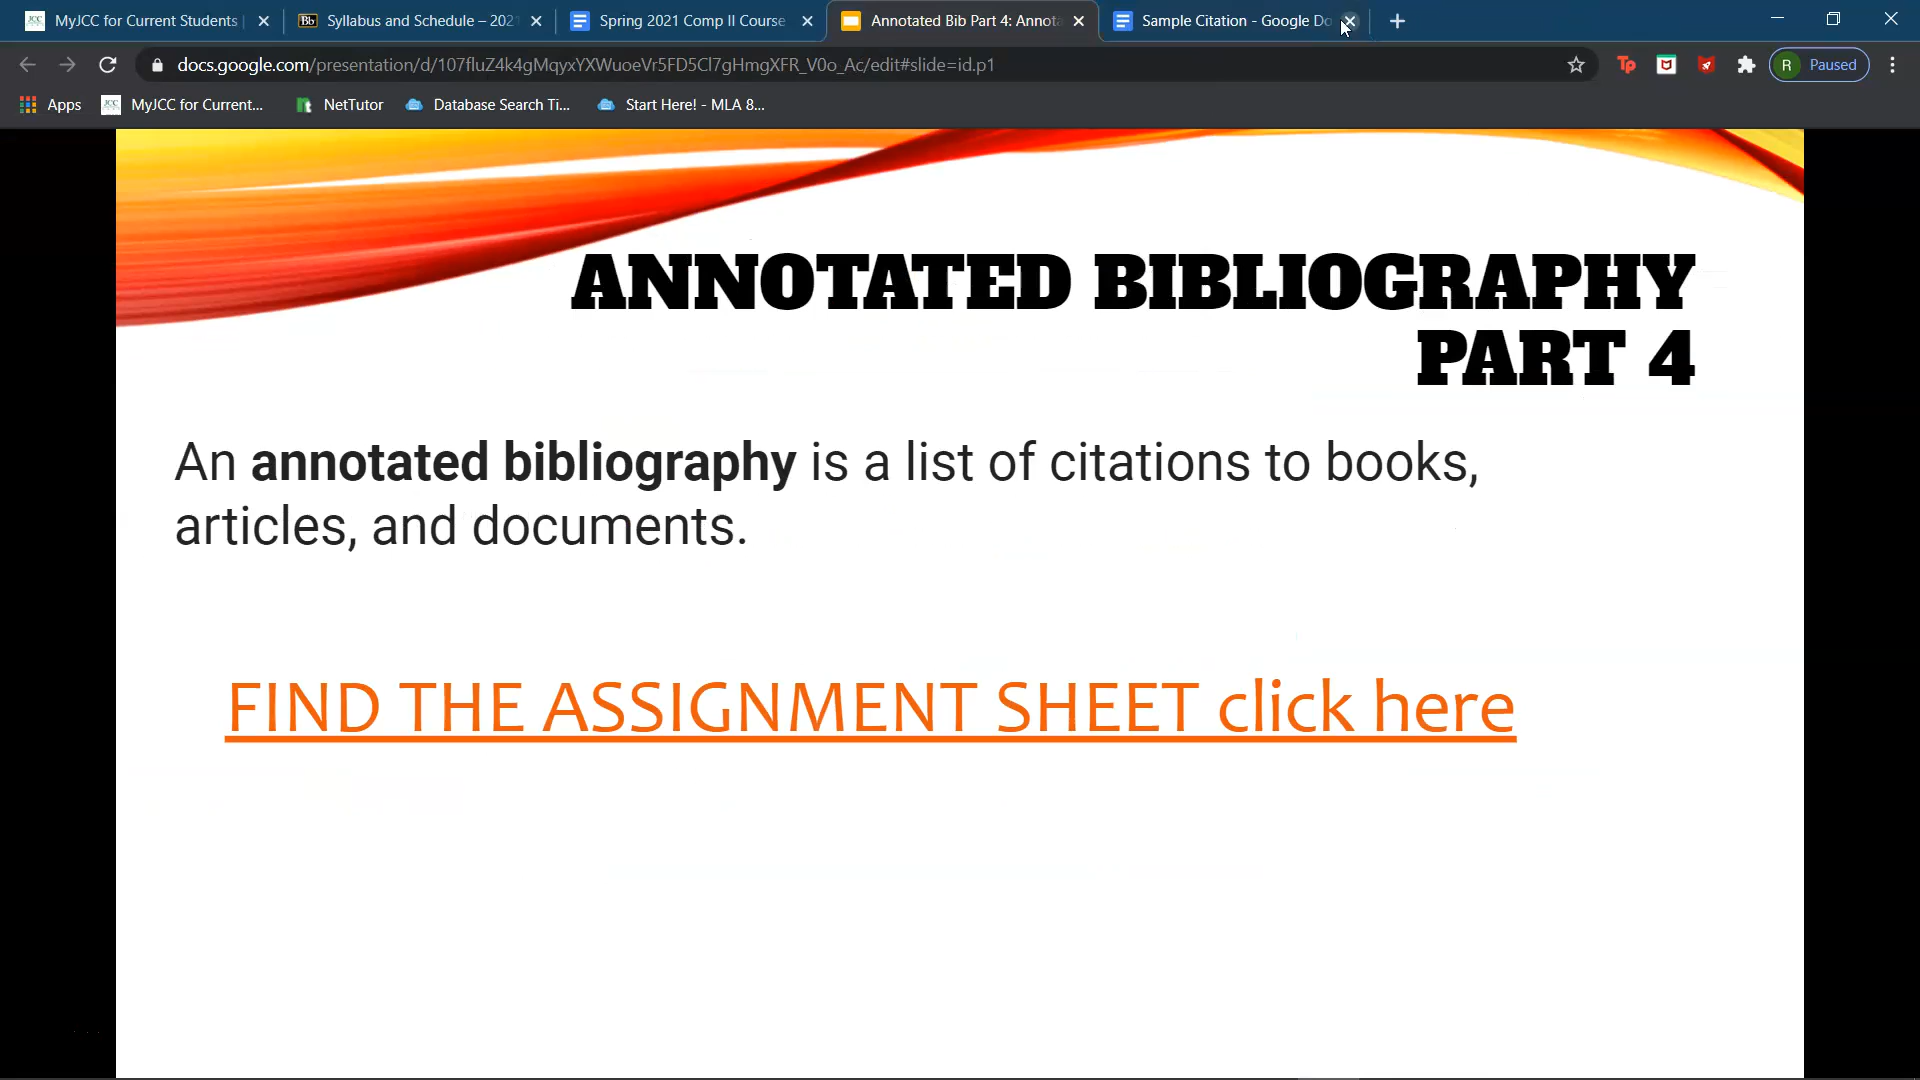 MyJCC for Current Students
Syllabus and Schedule – 202
Spring 2021 Comp II Course
Annotated Bib Part 4: Annota
Sample Citation - Google Do
docs.google.com/presentation/d/107fluZ4k4gMqyxYXWuoeVr5FD5Cl7gHmgXFR_V0o_Ac/edit#slide=id.p1
R Paused
Apps
MyJCC for Current...
NetTutor
Database Search Ti...
Start Here! - MLA 8...
ANNOTATED BIBLIOGRAPHY
PART 4
An annotated bibliography is a list of citations to books,
articles, and documents.
FIND THE ASSIGNMENT SHEET click here